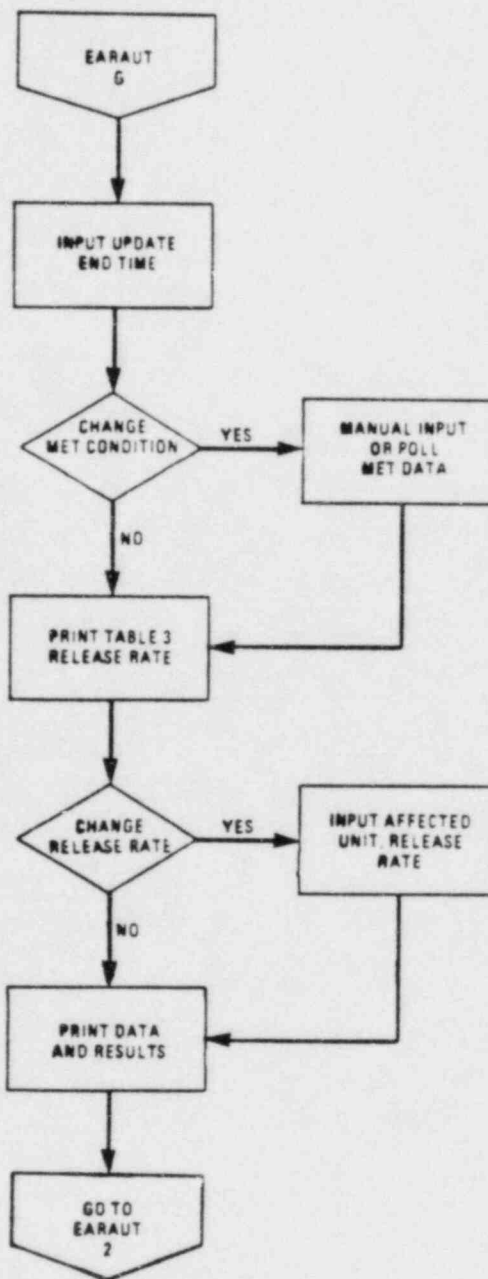 EARAUT
G
INPUT UPDATE
END TIME
CHANGE
MET CONDITION
YES
MANUAL INPUT
OR POLL
MET DATA
NO
PRINT TABLE 3
RELEASE RATE
CHANGE
RELEASE RATE
YES
INPUT AFFECTED
UNIT, RELEASE
RATE
NO
PRINT DATA
AND RESULTS
GO TO
EARAUT
2